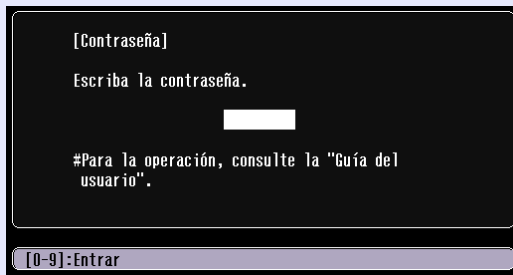 [Contraseña]
Escriba la contraseña.
#Para la operación, consulte la "Guía del
usuario".
[0-9]:Entrar